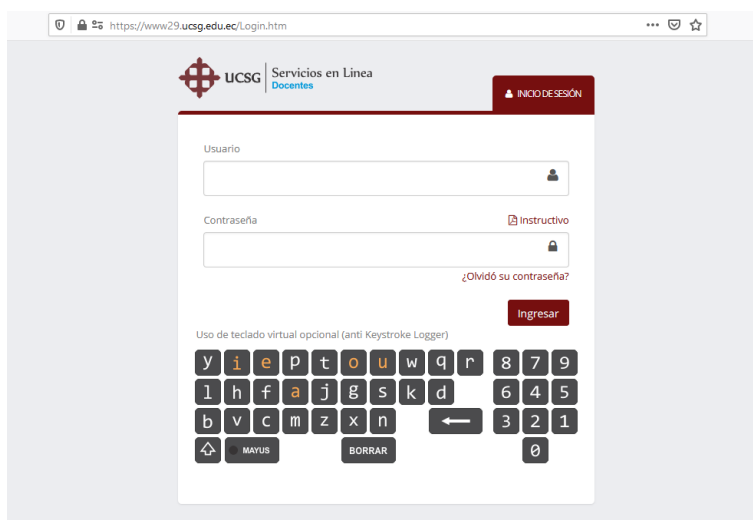 https://www29.ucsg.edu.ec/Login.htm
UCSG Servicios en Linea
Docentes
INICIO DE SESIÓN
Usuario
Contraseña Instructivo
¿Olvidó su contraseña?
Ingresar
Uso de teclado virtual opcional (anti Keystroke Logger)
y i e p t o u w q r 8 7 9
l h f a j g s k d 6 4 5
b v c m z x n 3 2 1
MAYUS BORRAR 0